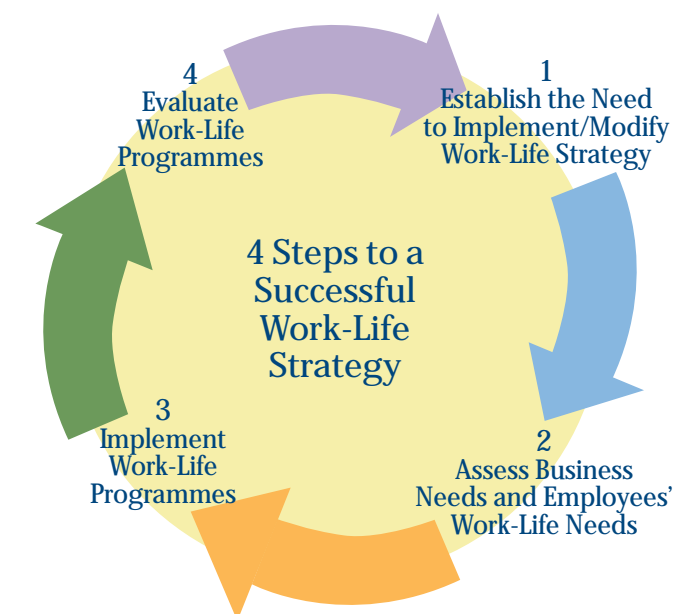 4 Steps to a
Successful
Work-Life
Strategy
1
Establish the Need
to Implement/Modify
Work-Life Strategy
2
Assess Business
Needs and Employees’
Work-Life Needs
3
Implement
Work-Life
Programmes
4
Evaluate
Work-Life
Programmes